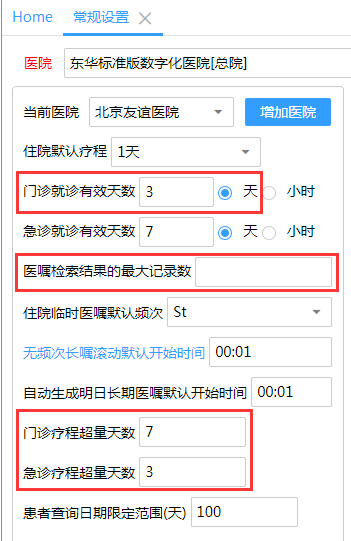 Home 常规设置
医院 东华标准版数字化医院[总院]
当前医院 北京友谊医院 增加医院
住院默认疗程 1天
门诊就诊有效天数 3 天 小时
急诊就诊有效天数 7 天 小时
医嘱检索结果的最大记录数
住院临时医嘱默认频次 St
无频次长嘱滚动默认开始时间 00:01
自动生成明日长期医嘱默认开始时间 00:01
门诊疗程超量天数 7
急诊疗程超量天数 3
患者查询日期限定范围(天) 100